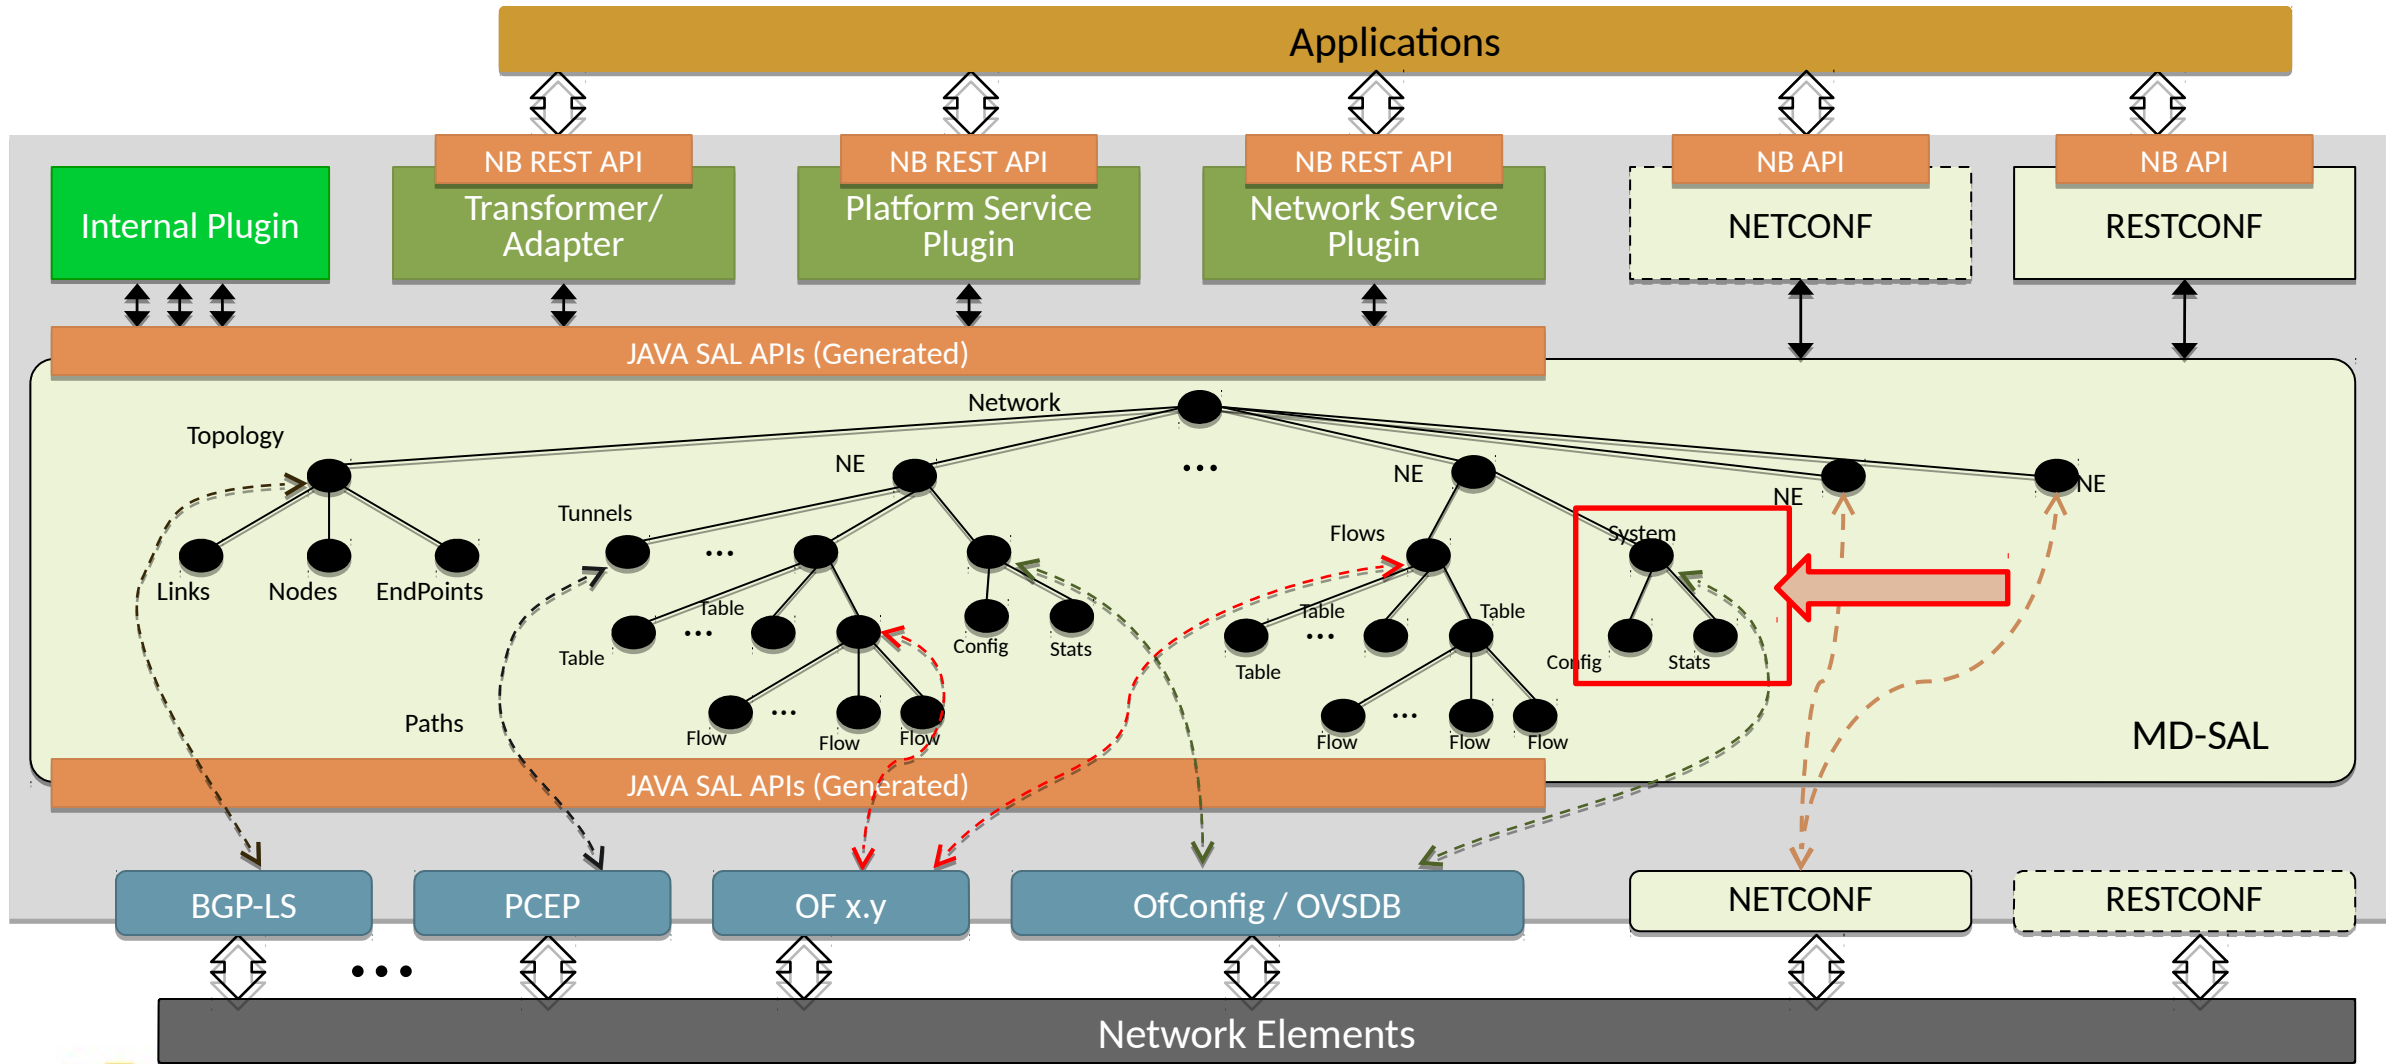 Applications
NB REST API
NB REST API
NB REST API
NB API
NB API
Internal Plugin
Transformer/
Adapter
Platform Service
Plugin
Network Service
Plugin
NETCONF
RESTCONF
JAVA SAL APIs (Generated)
Network
Topology
NE
...
NE
NE
NE
Tunnels
...
Flows
System
Links
Nodes
EndPoints
Table
...
Table
Config
Stats
Table
...
Table
Table
Table
Config
Stats
Paths
...
Flow
Flow
Flow
...
Flow
Flow
Flow
MD-SAL
JAVA SAL APIs (Generated)
BGP-LS
PCEP
OF x.y
OfConfig / OVSDB
NETCONF
RESTCONF
...
Network Elements